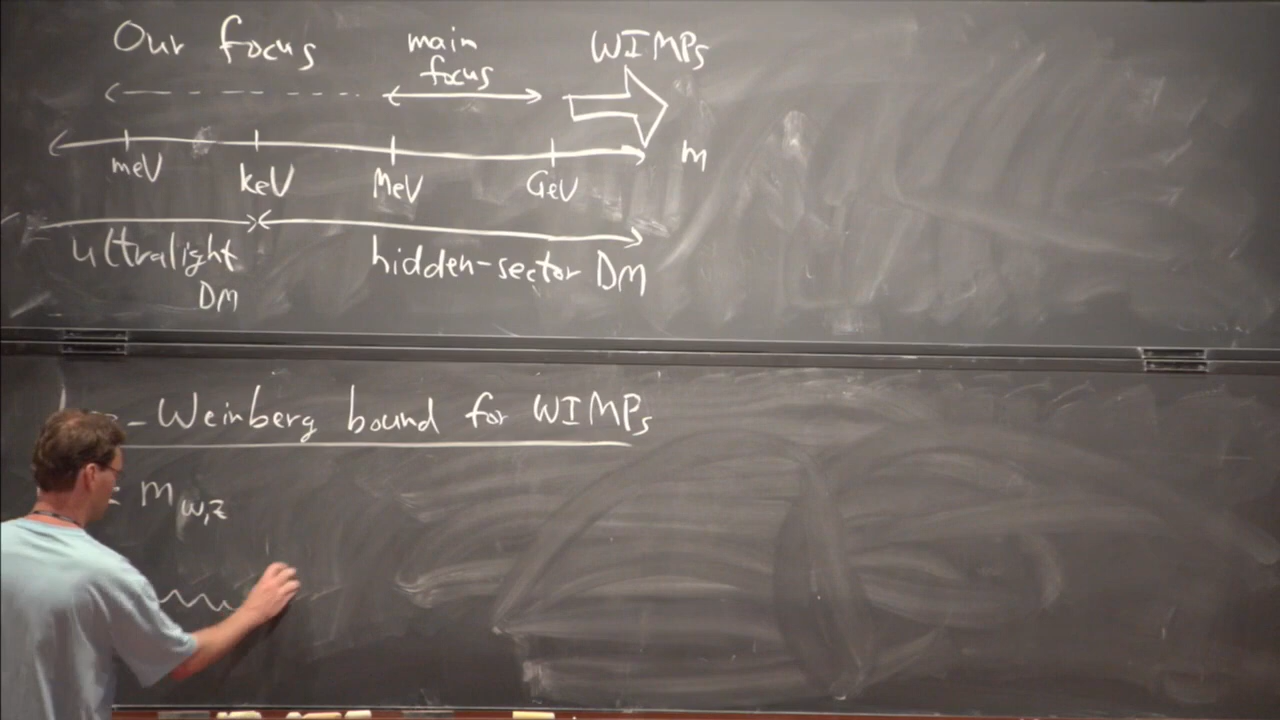 Our focus
main focus
WIMPs
meV keV MeV GeV m
ultralight DM
hidden-sector DM
-Weinberg bound for WIMPs
= m_{W,Z}